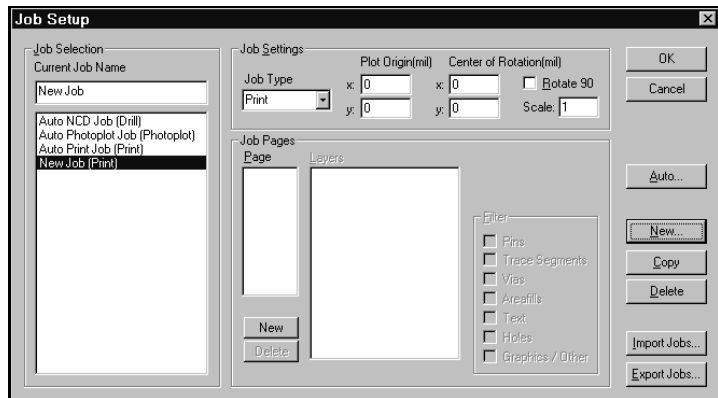 Job Setup
Job Selection
Current Job Name
New Job
Auto NCD Job (Drill)
Auto Photoplot Job (Photoplot)
Auto Print Job (Print)
New Job (Print)
Job Settings
Job Type
Print
Plot Origin(mil)
x: 0
y: 0
Center of Rotation(mil)
x: 0
y: 0
Rotate 90
Scale: 1
Job Pages
Page
Layers
New
Delete
Filter
Pins
Trace Segments
Vias
Areafills
Text
Holes
Graphics / Other
OK
Cancel
Auto...
New...
Copy
Delete
Import Jobs...
Export Jobs...